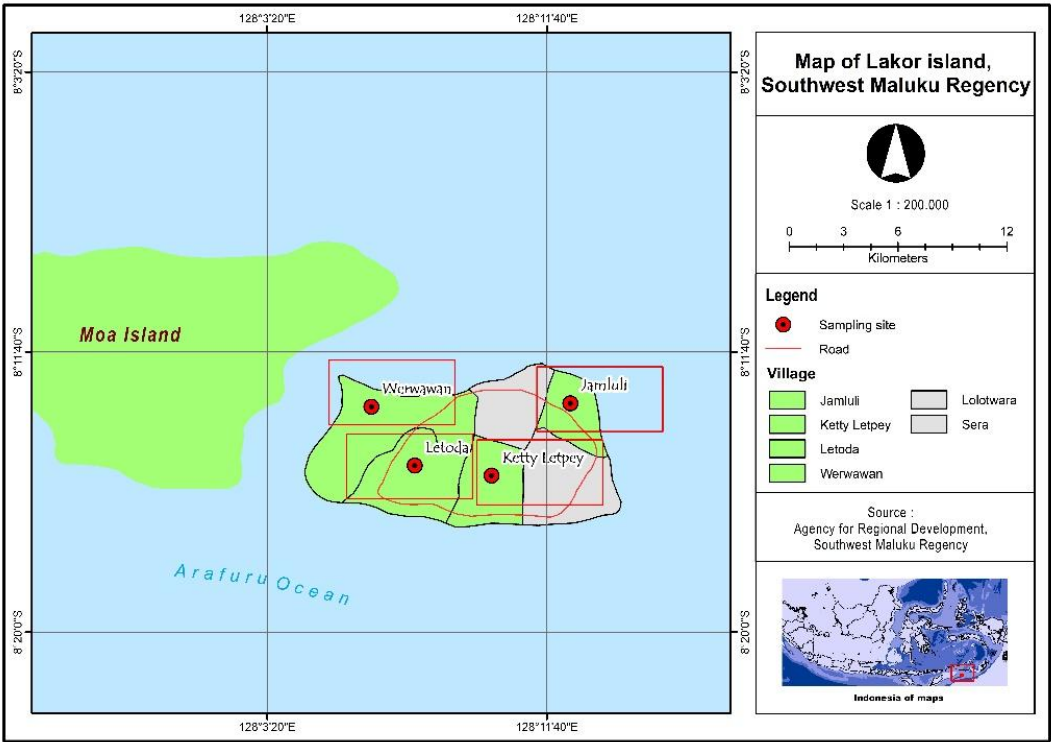 128°3'20"E
128°11'40"E
8°3'20"S
8°3'20"S
8°11'40"S
8°11'40"S
8°20'0"S
8°20'0"S
128°3'20"E
128°11'40"E
Moa Island
Werwawan
Jamluli
Letoda
Ketty Letpey
Arafuru Ocean
Map of Lakor island,
Southwest Maluku Regency
Scale 1 : 200.000
0 3 6 12
Kilometers
Legend
Sampling site
Road
Village
Jamluli
Ketty Letpey
Letoda
Werwawan
Lolotwara
Sera
Source :
Agency for Regional Development,
Southwest Maluku Regency
Indonesia of maps